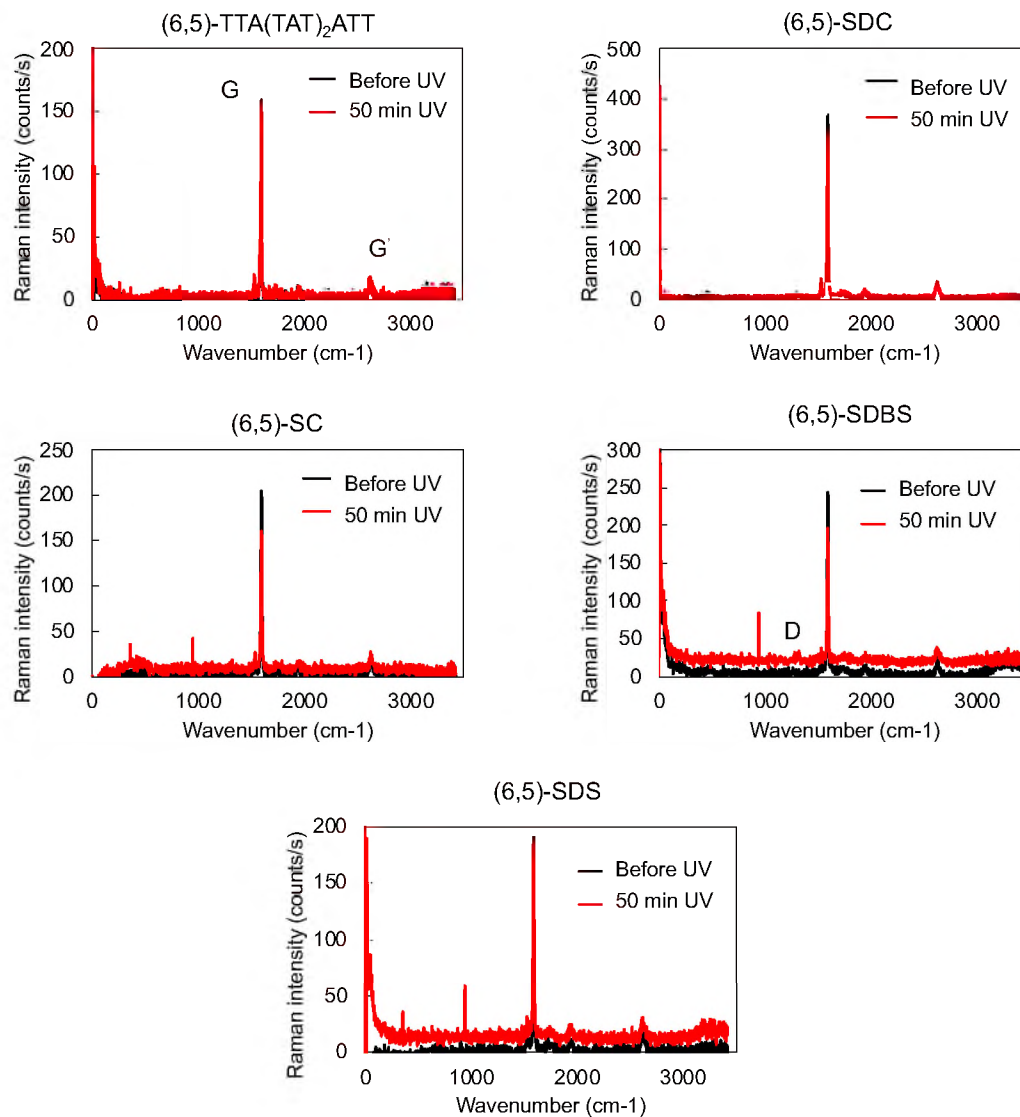 (6,5)-TTA(TAT)₂ATT
Raman intensity (counts/s)
200
150
100
50
0
G
G'
Before UV
50 min UV
0 1000 2000 3000
Wavenumber (cm-1)
(6,5)-SDC
Raman intensity (counts/s)
500
400
300
200
100
0
Before UV
50 min UV
0 1000 2000 3000
Wavenumber (cm-1)
(6,5)-SC
Raman intensity (counts/s)
250
200
150
100
50
0
Before UV
50 min UV
0 1000 2000 3000
Wavenumber (cm-1)
(6,5)-SDBS
Raman intensity (counts/s)
300
250
200
150
100
50
0
D
Before UV
50 min UV
0 1000 2000 3000
Wavenumber (cm-1)
(6,5)-SDS
Raman intensity (counts/s)
200
150
100
50
0
Before UV
50 min UV
0 1000 2000 3000
Wavenumber (cm-1)